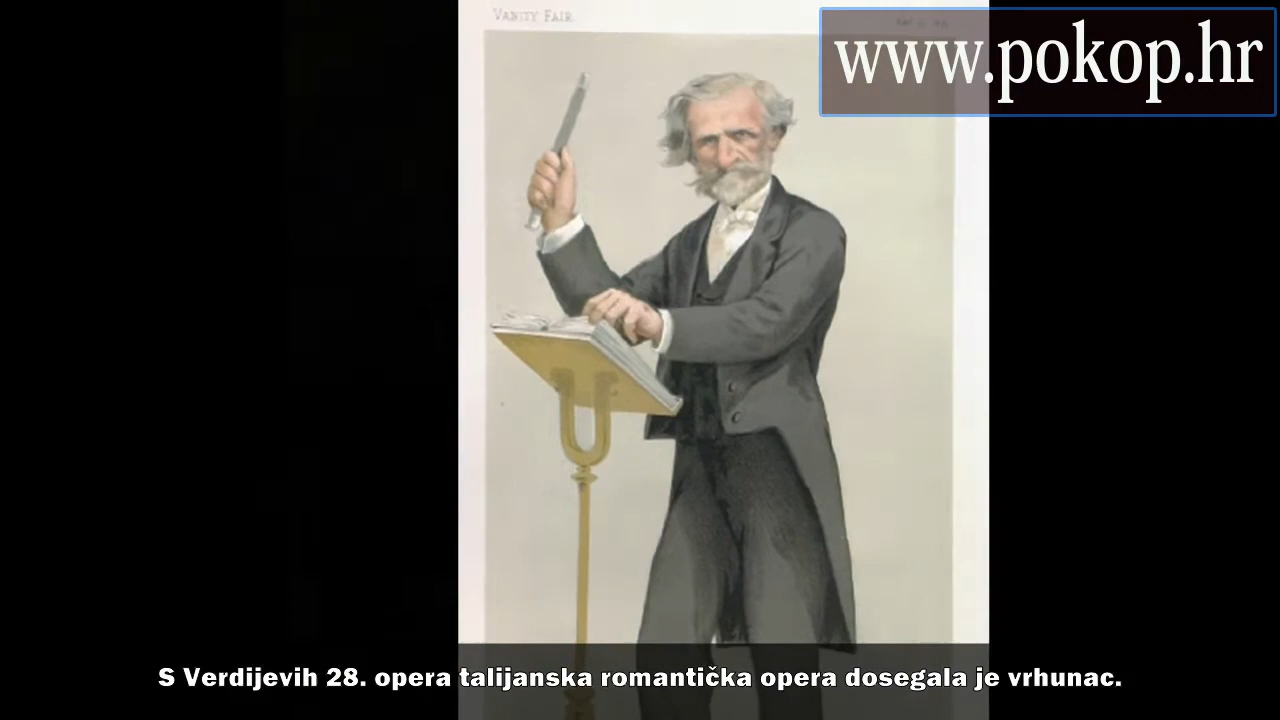 VANITY FAIR.
www.pokop.hr
S Verdijevih 28. opera talijanska romantička opera dosegala je vrhunac.